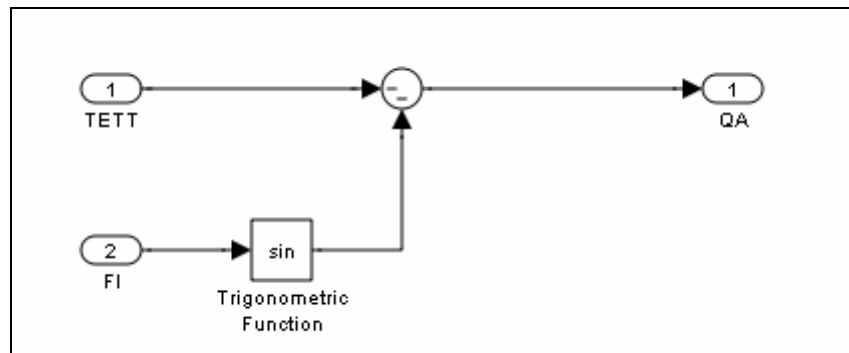 1
TETT
-
-
1
QA
2
FI
sin
Trigonometric
Function